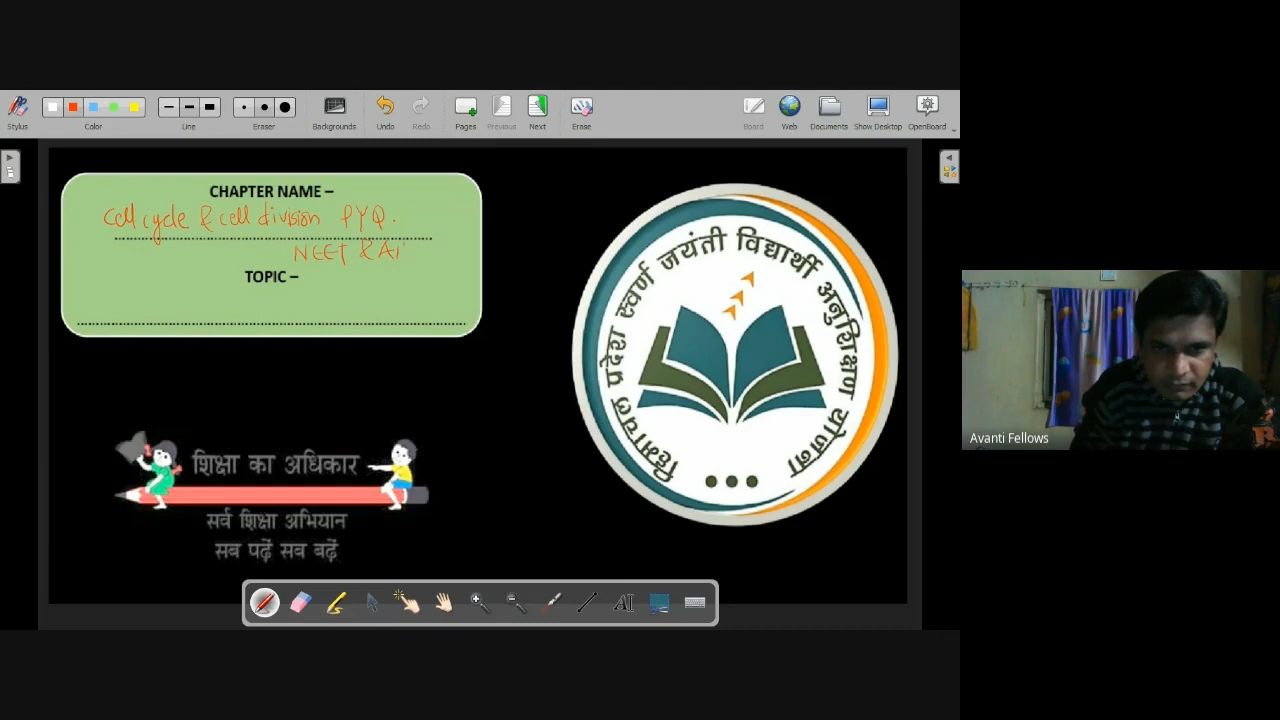 Stylus
Color
Line
Eraser
Backgrounds
Undo
Redo
Pages
Previous
Next
Erase
Board
Web
Documents
Show Desktop
OpenBoard
CHAPTER NAME –
Cell cycle & cell division PYQ.
NEET & AI
TOPIC –
हिमाचल प्रदेश स्वर्ण जयंती विद्यार्थी अनुशिक्षण योजना
शिक्षा का अधिकार
सर्व शिक्षा अभियान
सब पढ़ें सब बढ़ें
AI
Avanti Fellows